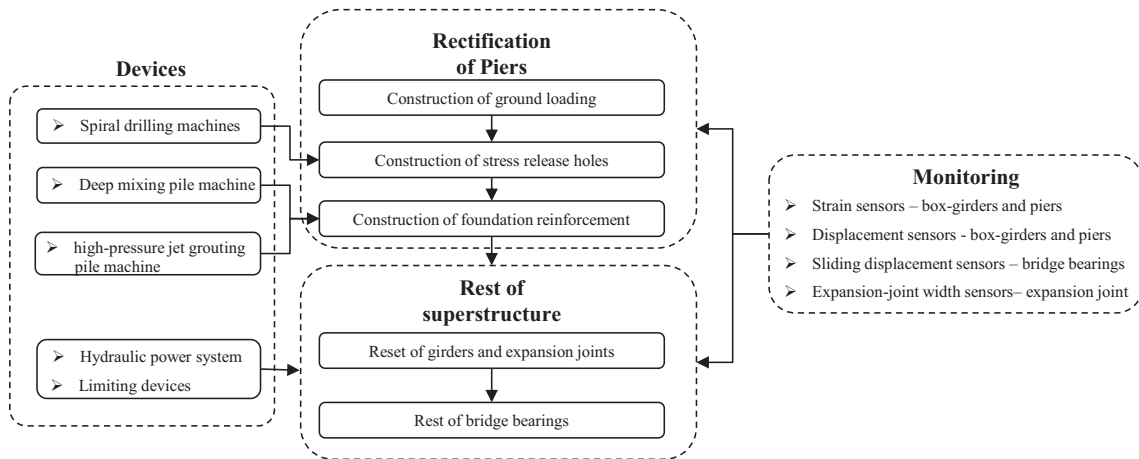 Devices
➢ Spiral drilling machines
➢ Deep mixing pile machine
➢ high-pressure jet grouting
pile machine
➢ Hydraulic power system
➢ Limiting devices
Rectification
of Piers
Construction of ground loading
Construction of stress release holes
Construction of foundation reinforcement
Rest of
superstructure
Reset of girders and expansion joints
Rest of bridge bearings
Monitoring
➢ Strain sensors – box-girders and piers
➢ Displacement sensors - box-girders and piers
➢ Sliding displacement sensors – bridge bearings
➢ Expansion-joint width sensors– expansion joint